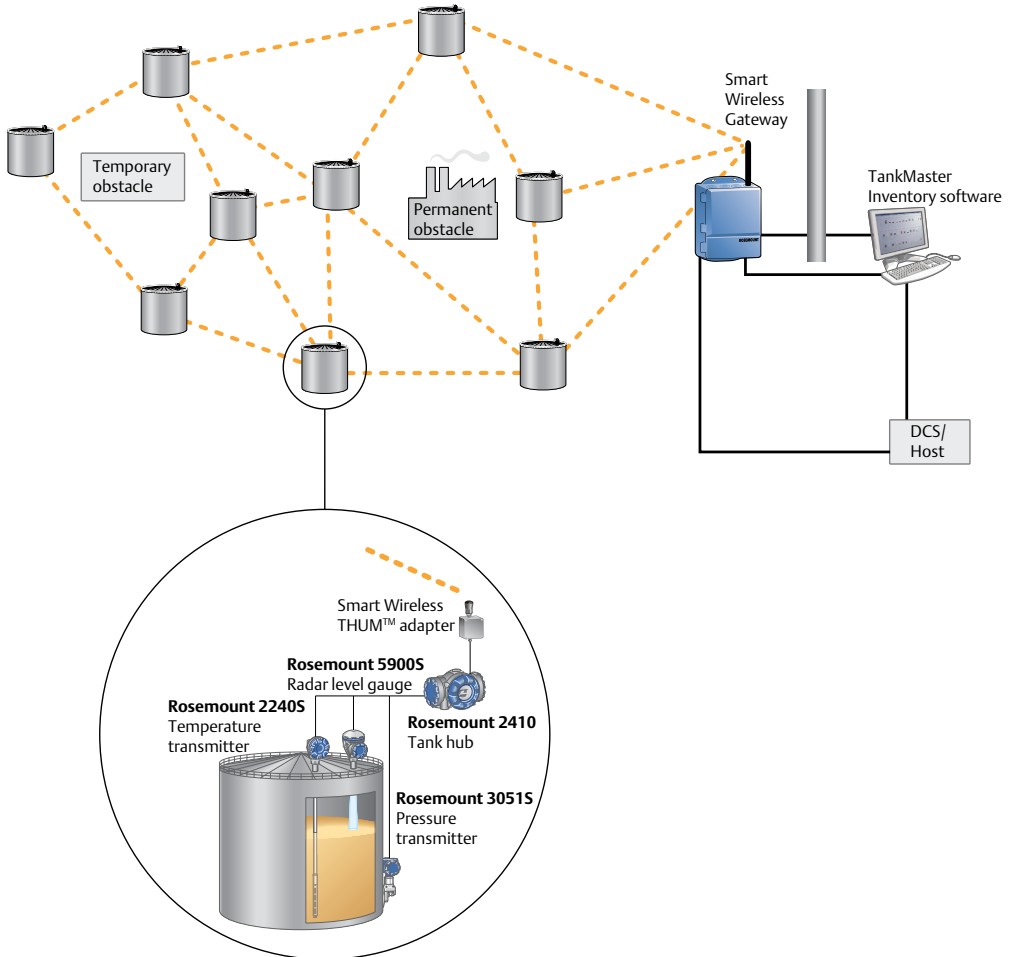 Smart
Wireless
Gateway
TankMaster
Inventory software
Temporary
obstacle
Permanent
obstacle
ROSEMOUNT
DCS/
Host
Smart Wireless
THUM™ adapter
Rosemount 5900S
Radar level gauge
Rosemount 2240S
Temperature
transmitter
Rosemount 2410
Tank hub
Rosemount 3051S
Pressure
transmitter